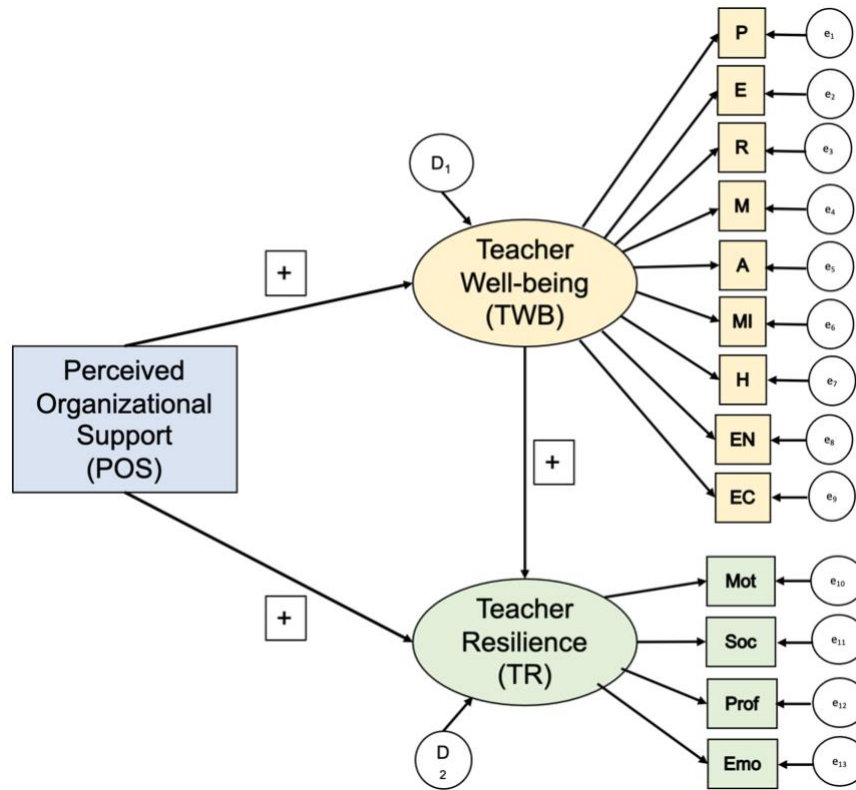 P
e1
E
e2
R
e3
D1
M
e4
Teacher
Well-being
(TWB)
A
e5
+
MI
e6
Perceived
Organizational
Support
(POS)
H
e7
EN
e8
+
EC
e9
Mot
e10
Teacher
Resilience
(TR)
+
Soc
e11
Prof
e12
D
2
Emo
e13